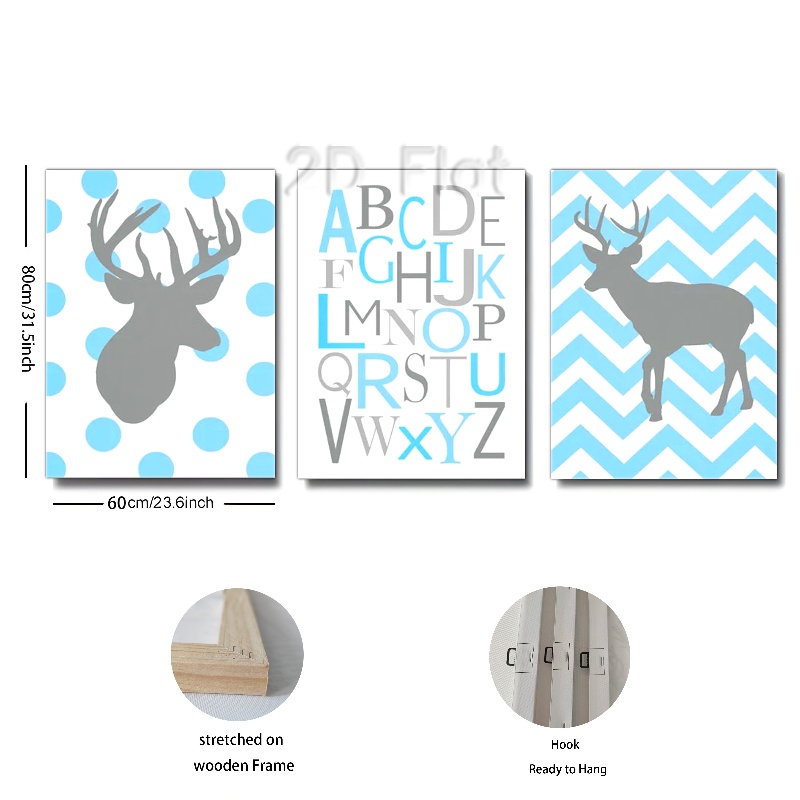 2D Flat
80cm/31.5inch
ABCDE
FGHIJK
LMNOP
QRSTU
VWXYZ
60cm/23.6inch
stretched on
wooden Frame
Hook
Ready to Hang